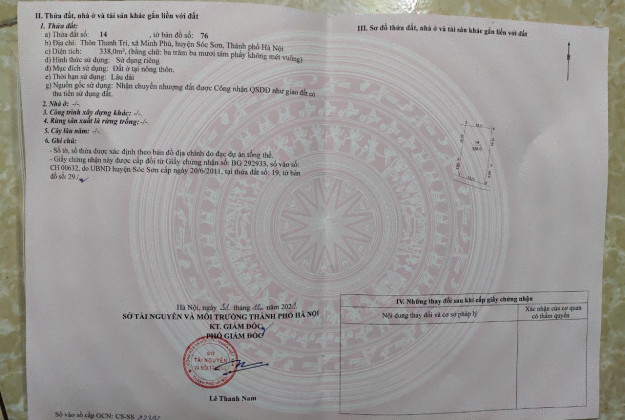 II. Thửa đất, nhà ở và tài sản khác gắn liền với đất
1. Thửa đất:
a) Thửa đất số: 14 , tờ bản đồ số: 76
b) Địa chỉ: Thôn Thanh Trí, xã Minh Phú, huyện Sóc Sơn, Thành phố Hà Nội
c) Diện tích: 338,0m², (bằng chữ: ba trăm ba mươi tám phảy không mét vuông)
d) Hình thức sử dụng: Sử dụng riêng
đ) Mục đích sử dụng: Đất ở tại nông thôn.
e) Thời hạn sử dụng: Lâu dài
g) Nguồn gốc sử dụng: Nhận chuyển nhượng đất được Công nhận QSDĐ như giao đất có
thu tiền sử dụng đất.
2. Nhà ở: -/-
3. Công trình xây dựng khác: -/-
4. Rừng sản xuất là rừng trồng: -/-
5. Cây lâu năm: -/-
6. Ghi chú:
- Số tờ, số thửa được xác định theo bản đồ địa chính đo đạc dự án tổng thể.
- Giấy chứng nhận này được cấp đổi từ Giấy chứng nhận số: BG 292933, số vào sổ:
CH 00632, do UBND huyện Sóc Sơn cấp ngày 20/6/2011, tại thửa đất số: 19, tờ bản
đồ số: 29
Hà Nội, ngày tháng năm 202
SỞ TÀI NGUYÊN VÀ MÔI TRƯỜNG THÀNH PHỐ HÀ NỘI
KT. GIÁM ĐỐC
PHÓ GIÁM ĐỐC
SỞ
TÀI NGUYÊN
Lê Thanh Nam
Số vào sổ cấp GCN: CS-SS
III. Sơ đồ thửa đất, nhà ở và tài sản khác gắn liền với đất
14
338.0
IV. Những thay đổi sau khi cấp giấy chứng nhận
Nội dung thay đổi và cơ sở pháp lý
Xác nhận của cơ quan
có thẩm quyền